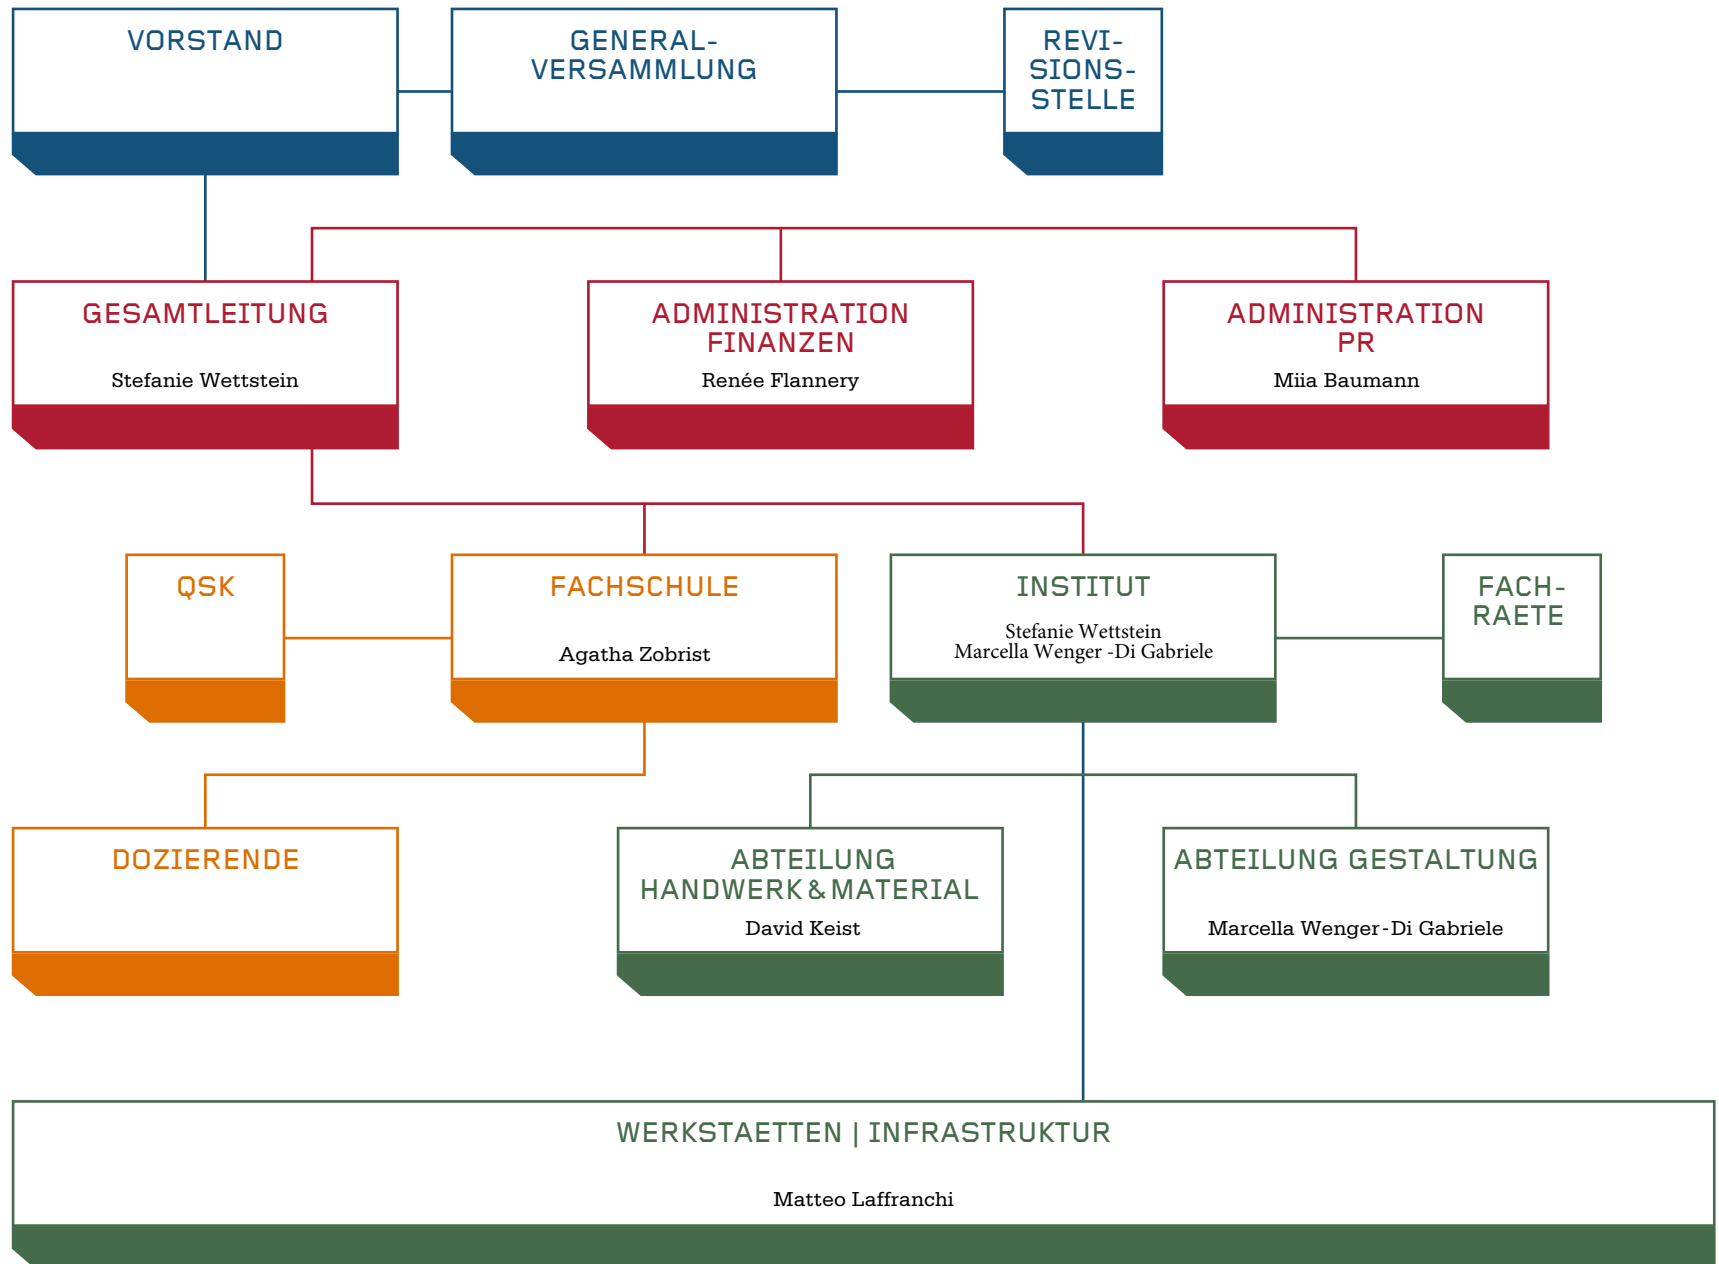 VORSTAND
GENERAL-
VERSAMMLUNG
REVI-
SIONS-
STELLE
GESAMTLEITUNG
Stefanie Wettstein
ADMINISTRATION
FINANZEN
Renée Flannery
ADMINISTRATION
PR
Miia Baumann
QSK
FACHSCHULE
Agatha Zobrist
INSTITUT
Stefanie Wettstein
Marcella Wenger -Di Gabriele
FACH-
RAETE
DOZIERENDE
ABTEILUNG
HANDWERK & MATERIAL
David Keist
ABTEILUNG GESTALTUNG
Marcella Wenger-Di Gabriele
WERKSTAETTEN | INFRASTRUKTUR
Matteo Laffranchi